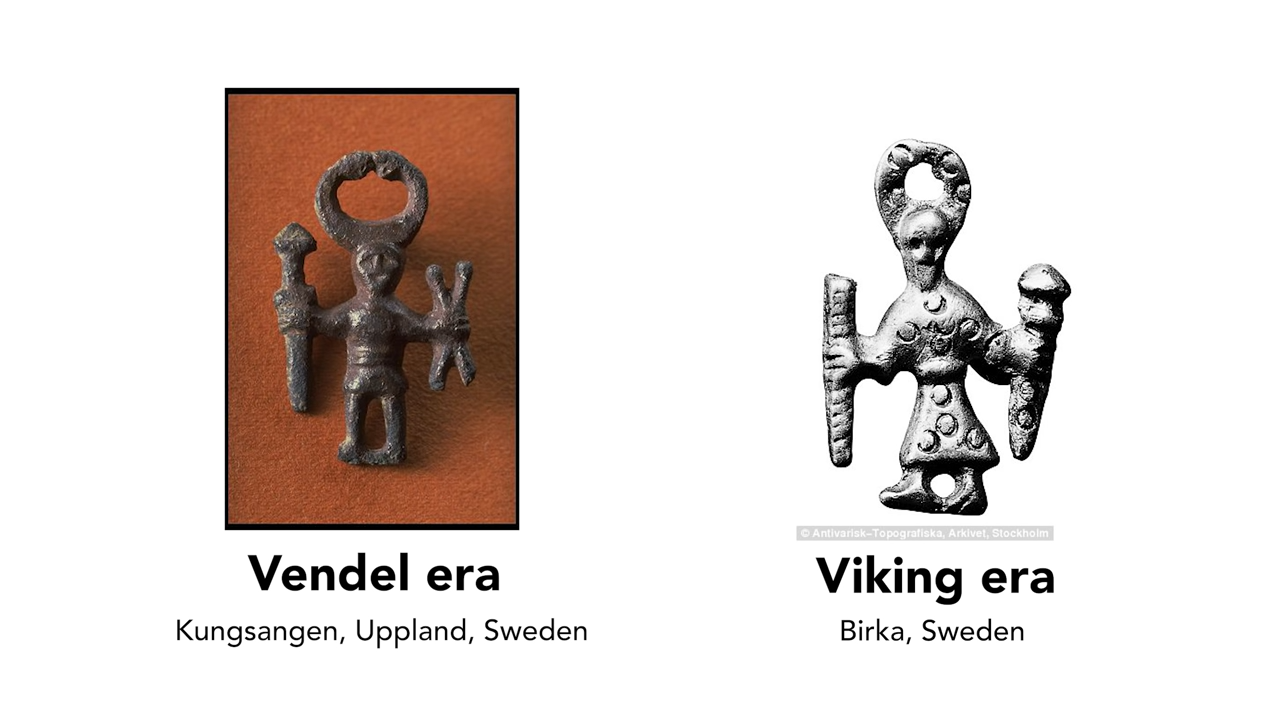 © Antivarisk–Topografiska, Arkivet, Stockholm
Vendel era
Viking era
Kungsangen, Uppland, Sweden
Birka, Sweden